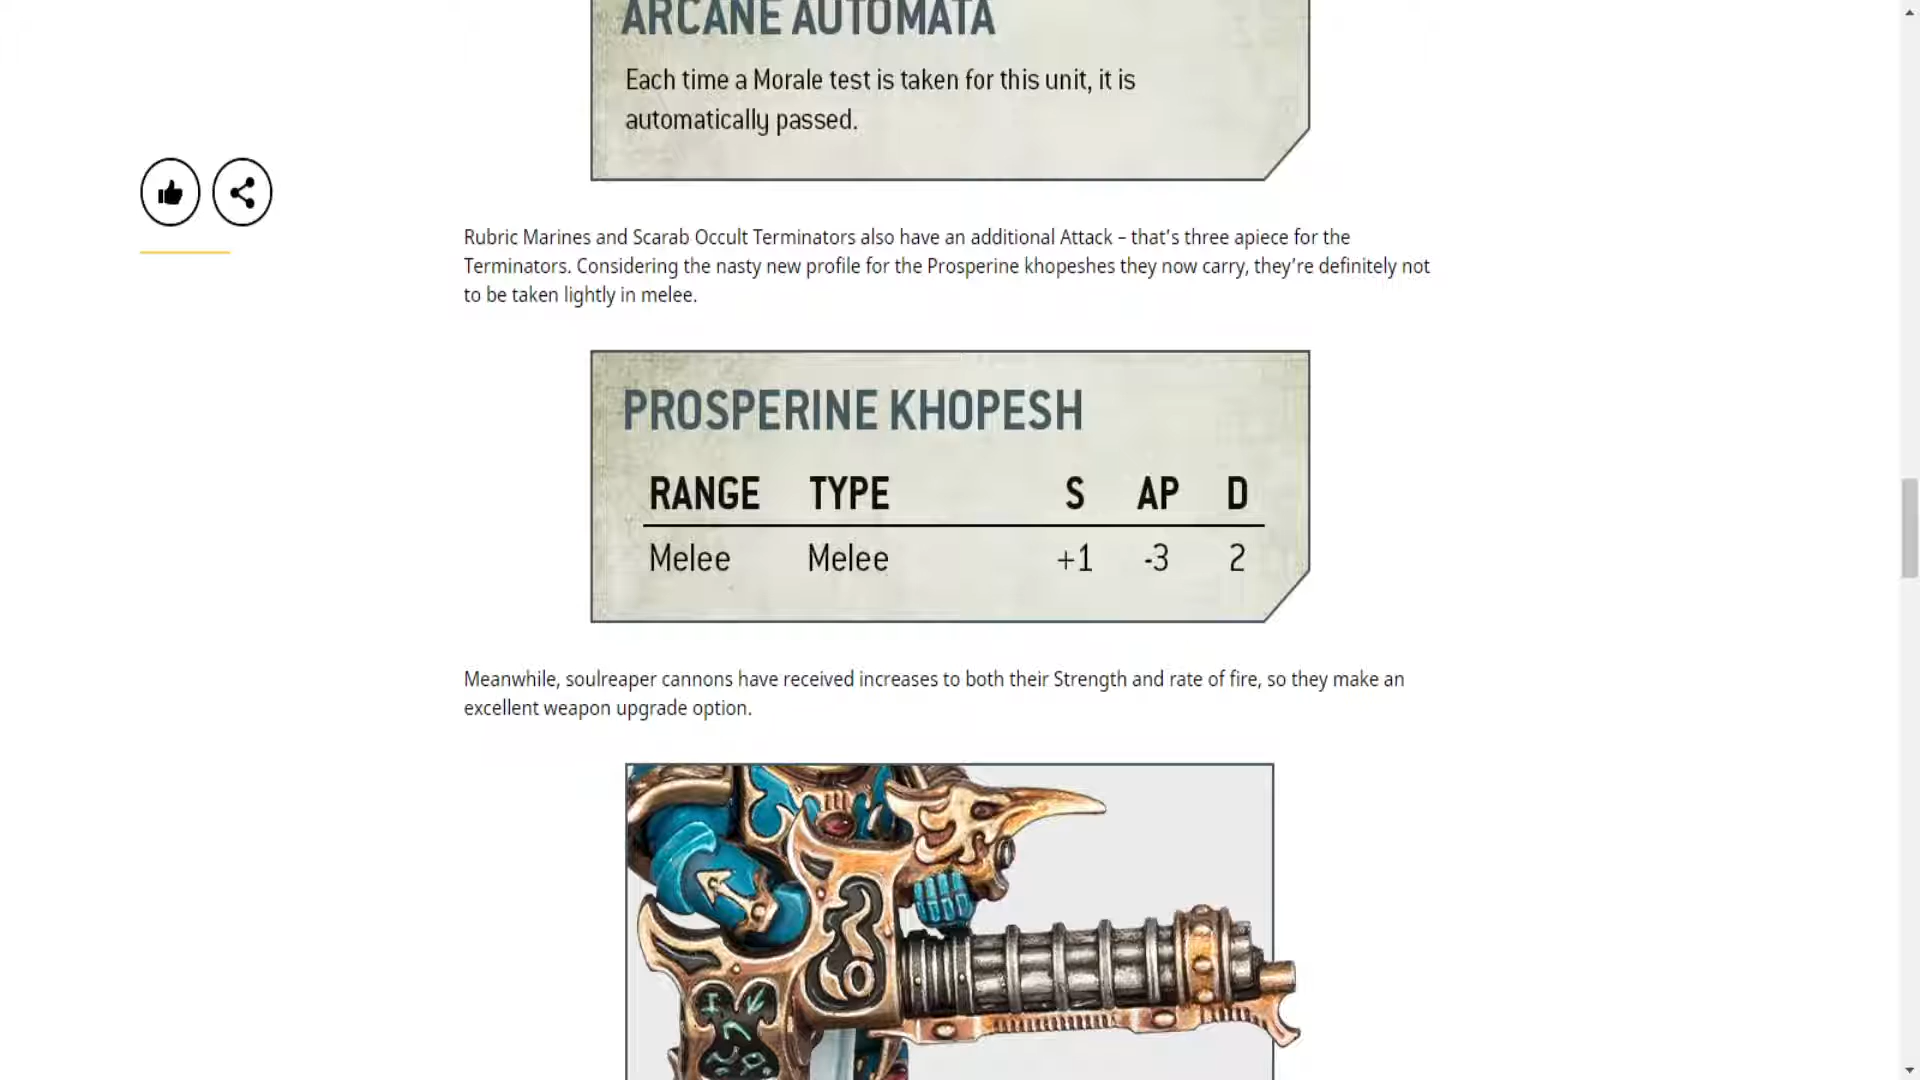 ARCANE AUTOMATA
Each time a Morale test is taken for this unit, it is
automatically passed.
Rubric Marines and Scarab Occult Terminators also have an additional Attack – that's three apiece for the
Terminators. Considering the nasty new profile for the Prosperine khopeshes they now carry, they're definitely not
to be taken lightly in melee.
PROSPERINE KHOPESH
RANGE TYPE S AP D
Melee Melee +1 -3 2
Meanwhile, soulreaper cannons have received increases to both their Strength and rate of fire, so they make an
excellent weapon upgrade option.